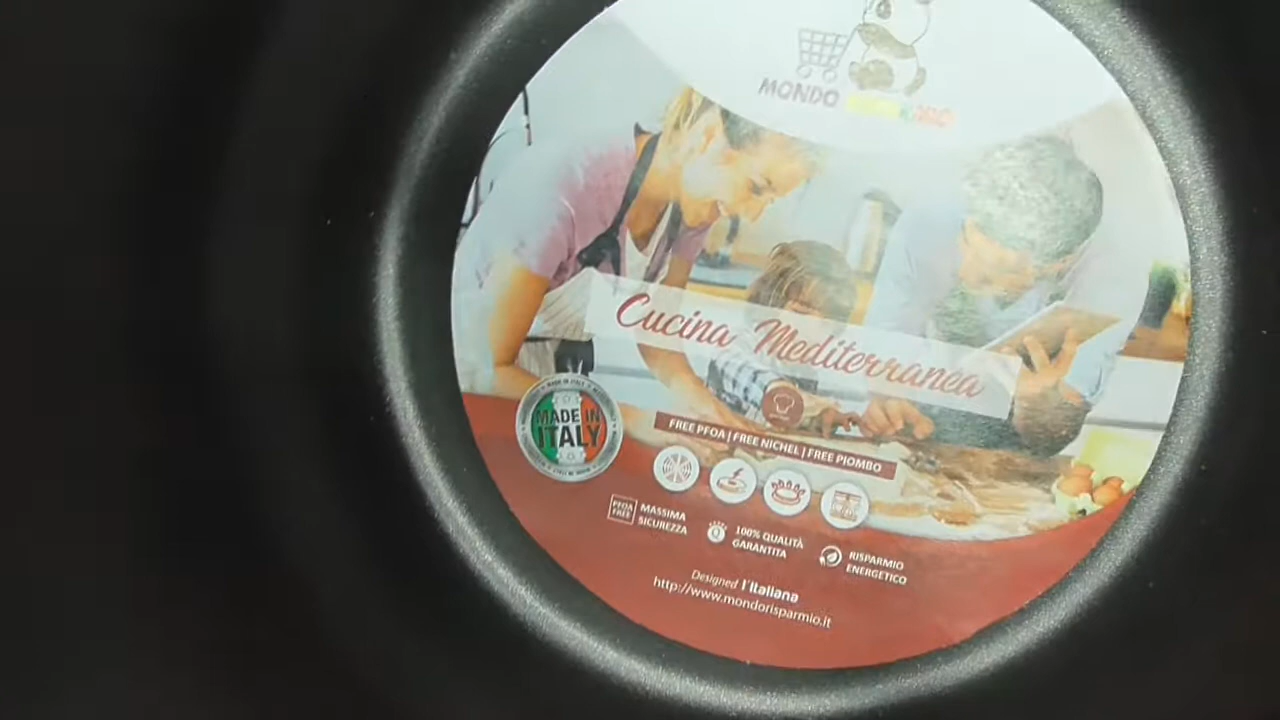 MONDO
Cucina Mediterranea
MADE IN
ITALY
FREE PFOA | FREE NICHEL | FREE PIOMBO
PFOA
FREE
MASSIMA
SICUREZZA
100% QUALITÀ
GARANTITA
RISPARMIO
ENERGETICO
Designed l'Italiana
http://www.mondorisparmio.it